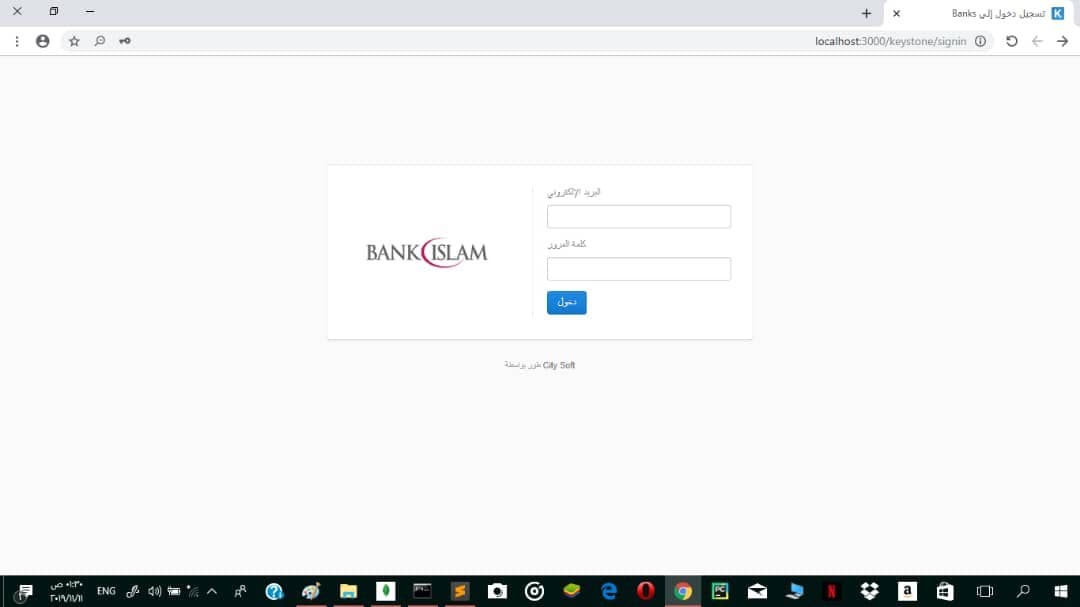 تسجيل دخول إلى Banks
localhost:3000/keystone/signin
البريد الإلكتروني
BANK ISLAM
كلمة المرور
دخول
طور بواسطة City Soft
ENG
٠١:٣٠ ص
٢٠١٩/١١/١١